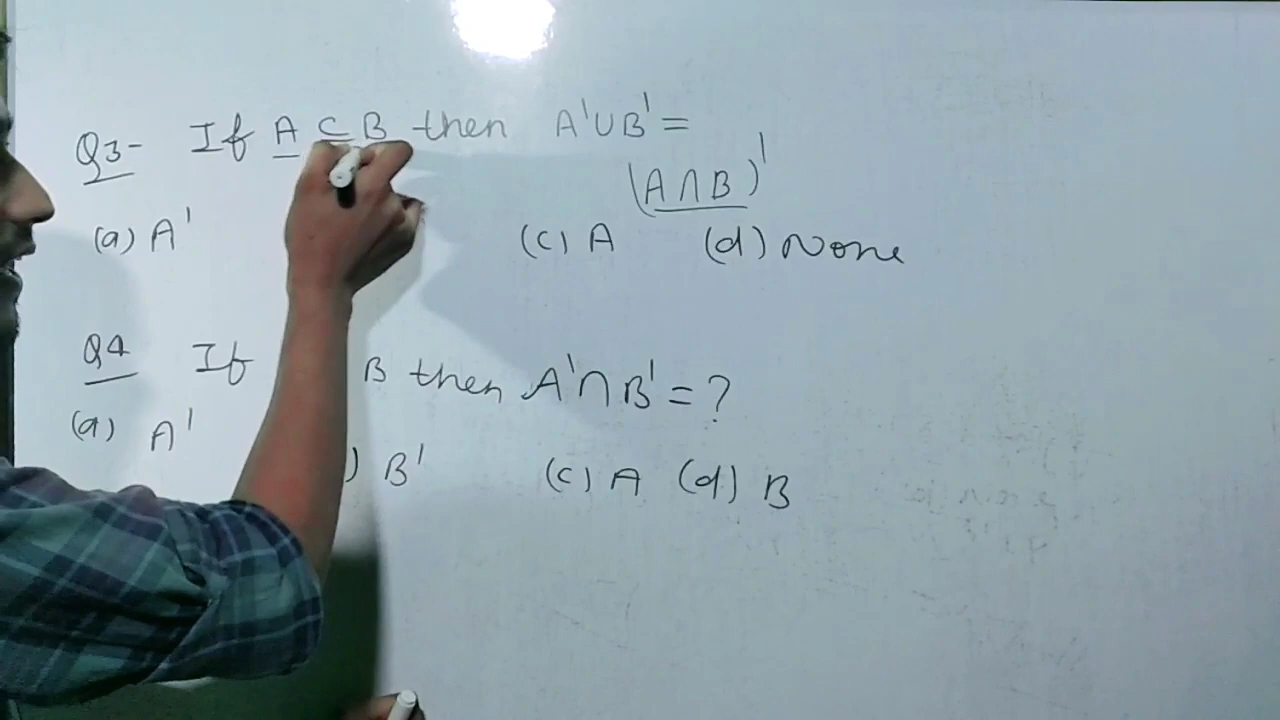 Q3- If A ⊂ B then A'∪B' =
(A∩B)'
(a) A' (c) A (d) None
Q4 If B then A'∩B' = ?
(a) A' ) B' (c) A (d) B